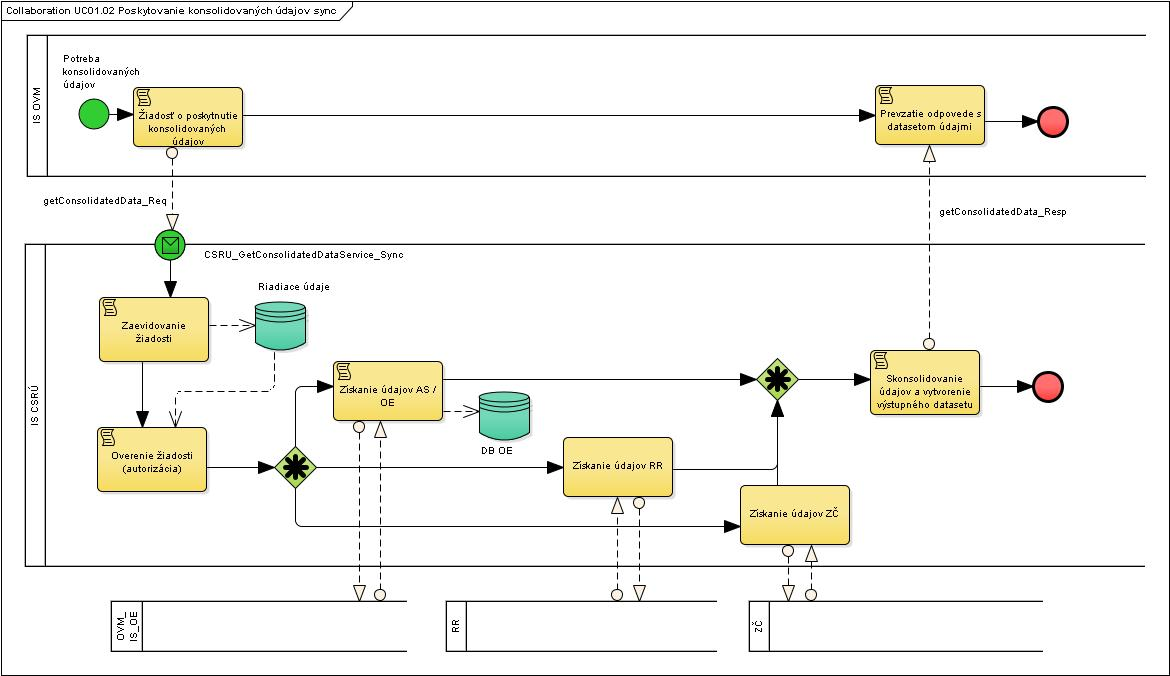 Collaboration UC01.02 Poskytovanie konsolidovaných údajov sync
IS OVM
Potreba
konsolidovaných
údajov
Žiadosť o poskytnutie
konsolidovaných
údajov
Prevzatie odpovede s
datasetom údajmi
getConsolidatedData_Req
getConsolidatedData_Resp
IS CSRÚ
CSRU_GetConsolidatedDataService_Sync
Zaevidovanie
žiadosti
Riadiace údaje
Overenie žiadosti
(autorizácia)
Získanie údajov AS /
OE
DB OE
Získanie údajov RR
Získanie údajov ZČ
Skonsolidovanie
údajov a vytvorenie
výstupného datasetu
OVM_
IS_OE
RR
ZČ